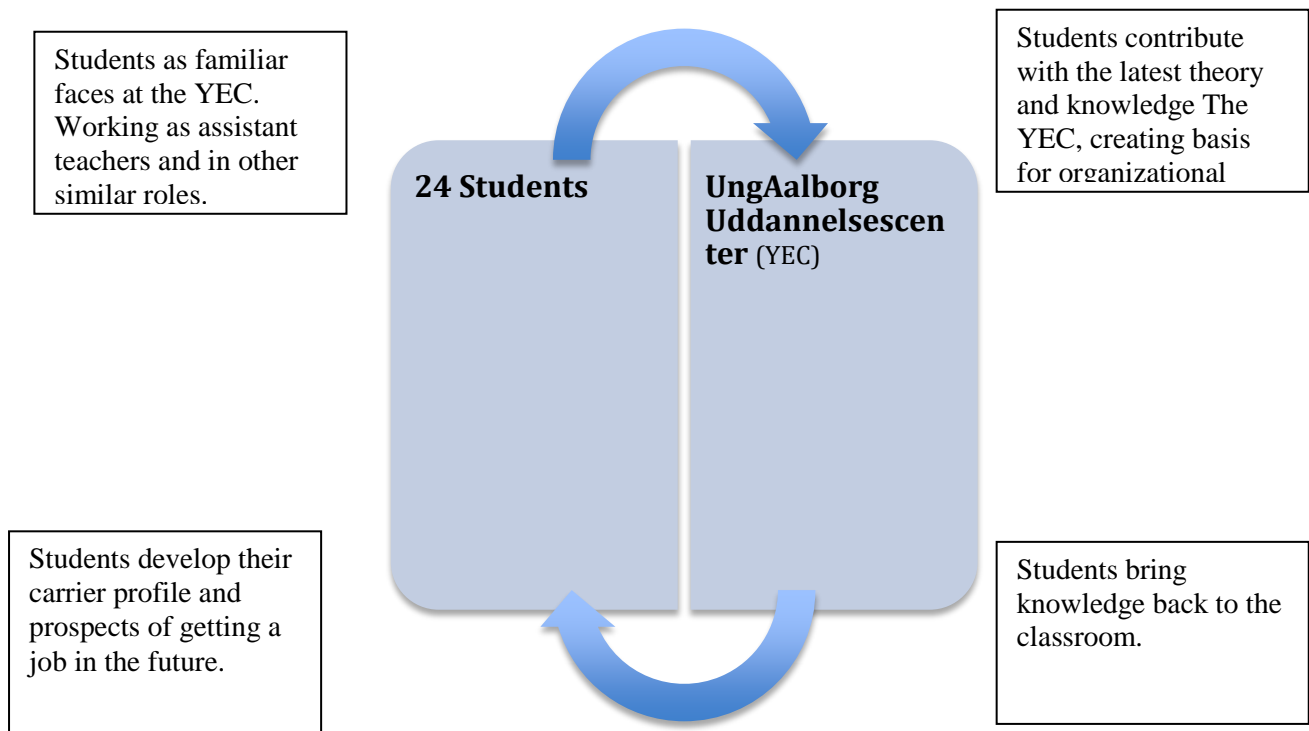 Students as familiar
faces at the YEC.
Working as assistant
teachers and in other
similar roles.
Students contribute
with the latest theory
and knowledge The
YEC, creating basis
for organizational
24 Students
UngAalborg
Uddannelsescen
ter (YEC)
Students develop their
carrier profile and
prospects of getting a
job in the future.
Students bring
knowledge back to the
classroom.